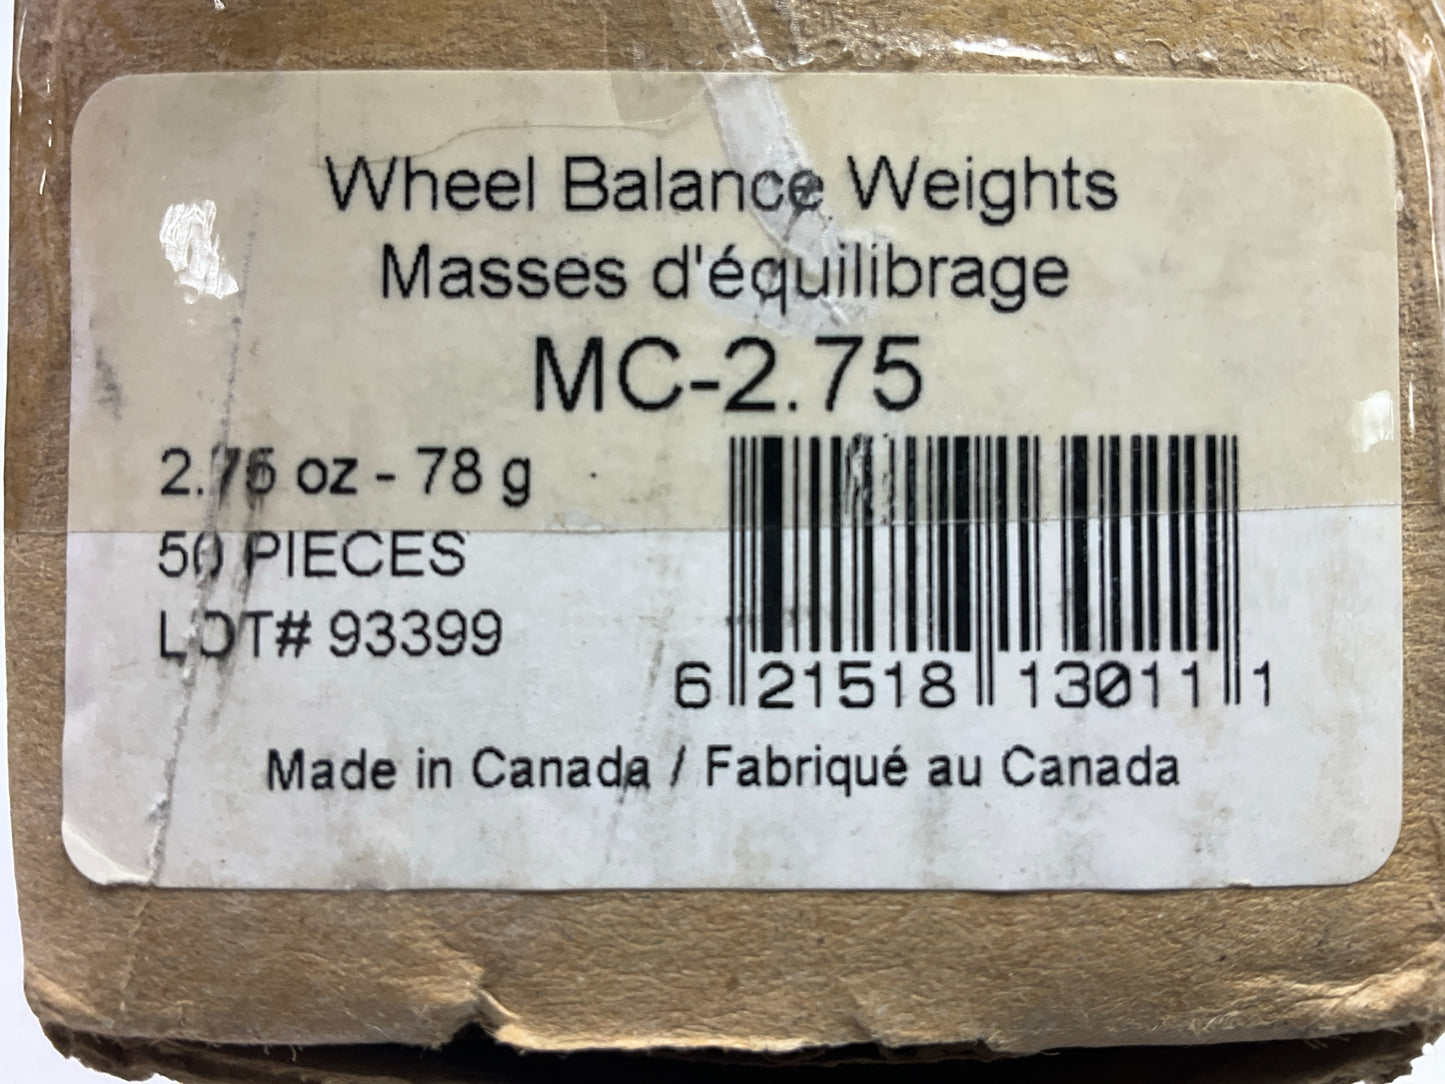 Wheel Balance Weights
Masses d'équilibrage
MC-2.75
2.75 oz - 78 g
50 PIECES
LOT# 93399
6 21518 13011 1
Made in Canada / Fabriqué au Canada